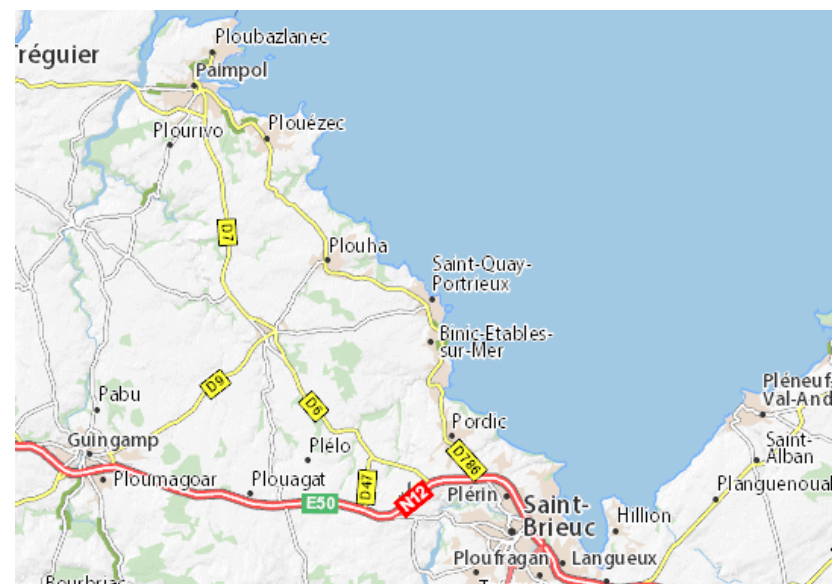 Ploubazlanec
Tréguier
Paimpol
Plourivo
Plouézec
D7
Plouha
Saint-Quay-
Portrieux
Binic-Etables-
sur-Mer
D9
Pabu
D6
Pléneuf-
Val-And
Guingamp
Pordic
Plélo
D786
Saint-
Alban
Ploumagoar
Plouagat
D47
E50
N12
Plérin
Planguenoual
Saint-
Brieuc
Hillion
Ploufragan
Langueux